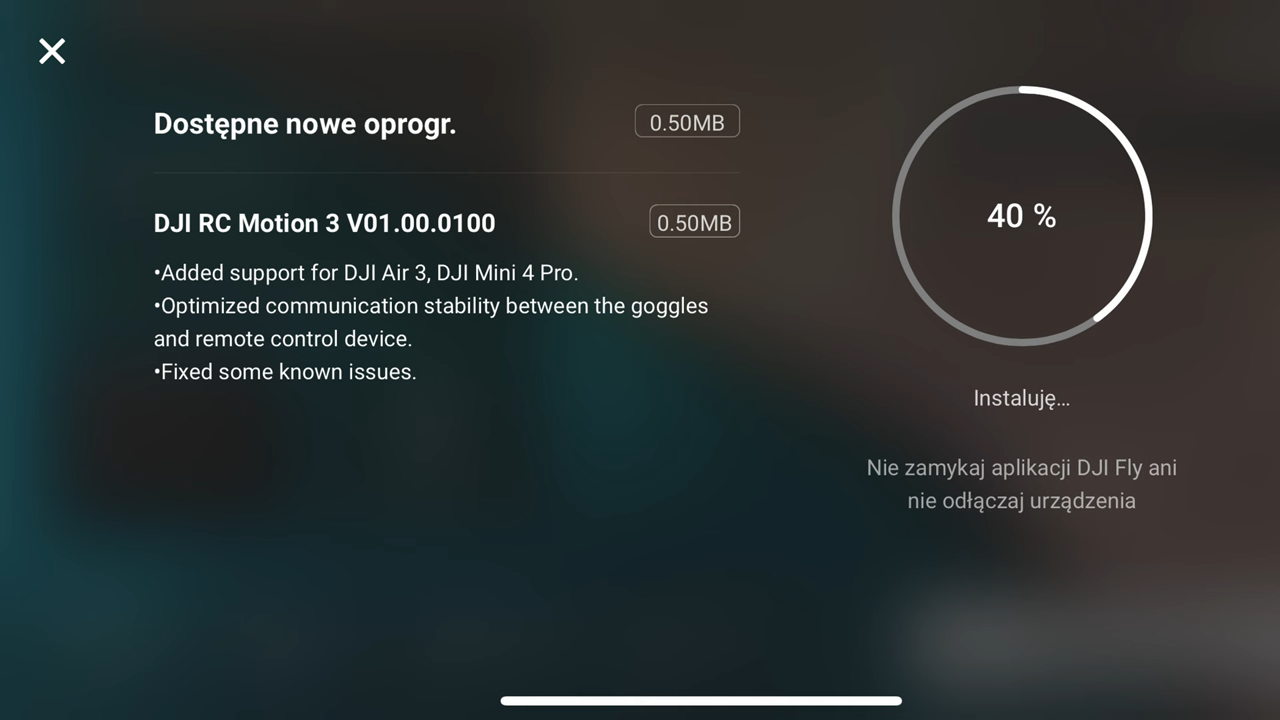 Dostępne nowe oprogr.
0.50MB
DJI RC Motion 3 V01.00.0100
0.50MB
•Added support for DJI Air 3, DJI Mini 4 Pro.
•Optimized communication stability between the goggles
and remote control device.
•Fixed some known issues.
40 %
Instaluję…
Nie zamykaj aplikacji DJI Fly ani
nie odłączaj urządzenia